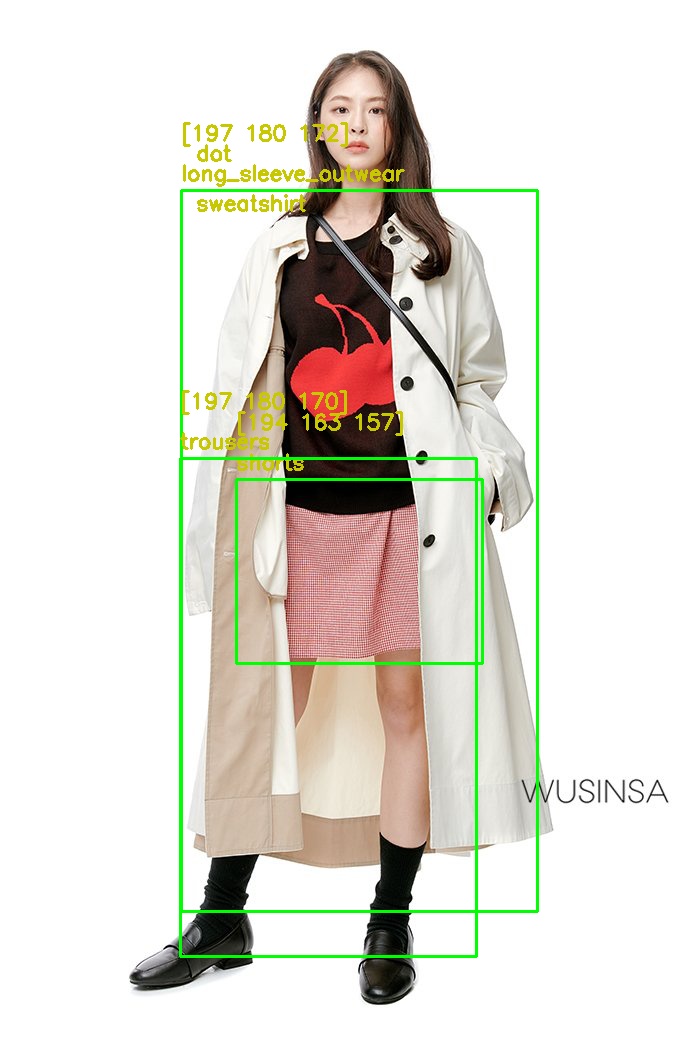 [197 180 172]
dot
long_sleeve_outwear
sweatshirt
[197 180 170]
[194 163 157]
trousers
shorts
WUSINSA